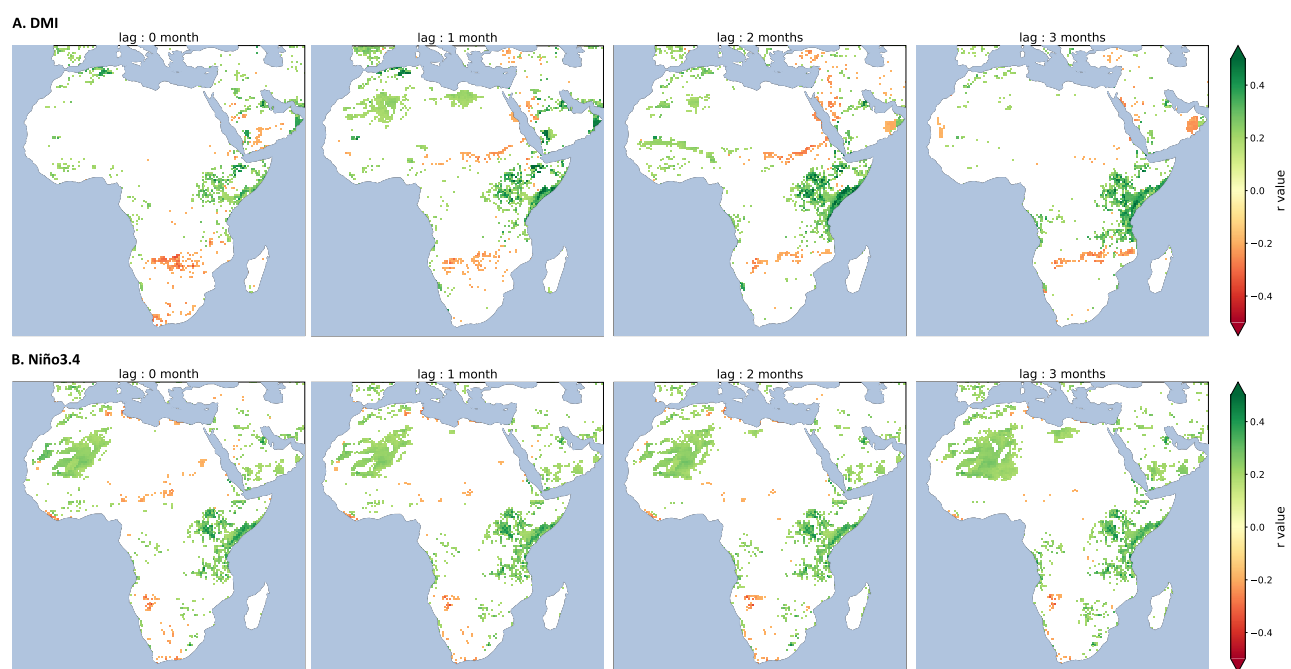 A. DMI
lag : 0 month
lag : 1 month
lag : 2 months
lag : 3 months
0.4
0.2
0.0
−0.2
−0.4
r value
B. Niño3.4
lag : 0 month
lag : 1 month
lag : 2 months
lag : 3 months
0.4
0.2
0.0
−0.2
−0.4
r value